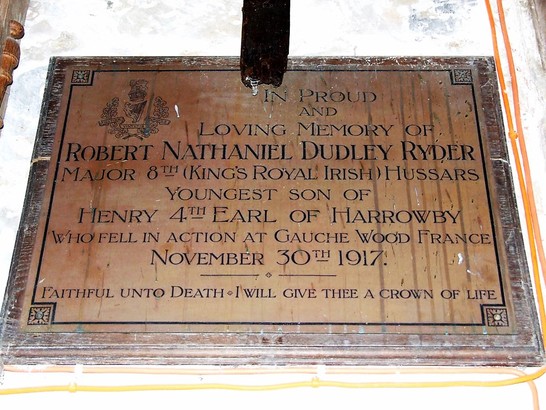 IN PROUD
AND
LOVING MEMORY OF
ROBERT NATHANIEL DUDLEY RYDER
MAJOR 8TH (KING'S ROYAL IRISH) HUSSARS
YOUNGEST SON OF
HENRY 4TH EARL OF HARROWBY
WHO FELL IN ACTION AT GAUCHE WOOD FRANCE
NOVEMBER 30TH 1917.
FAITHFUL UNTO DEATH · I WILL GIVE THEE A CROWN OF LIFE